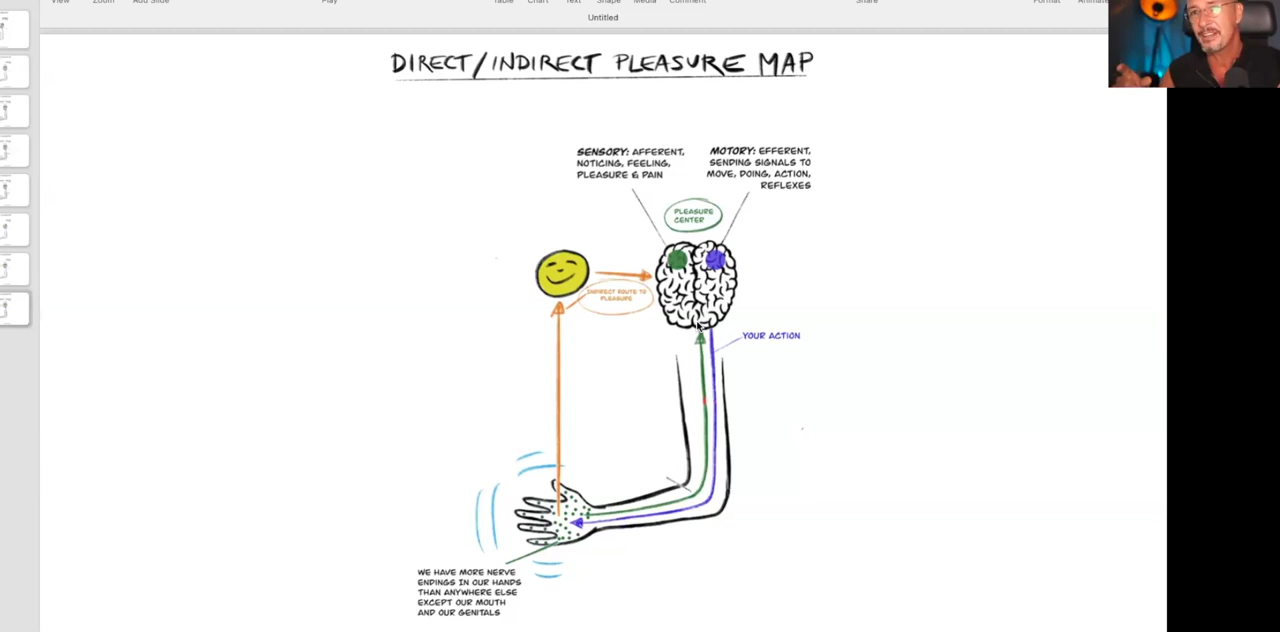 View Zoom Add Slide Play Table Chart Text Shape Media Comment Share Format Animate
Untitled
DIRECT/INDIRECT PLEASURE MAP
SENSORY: AFFERENT,
NOTICING, FEELING,
PLEASURE & PAIN
MOTORY: EFFERENT,
SENDING SIGNALS TO
MOVE, DOING, ACTION,
REFLEXES
PLEASURE
CENTER
INDIRECT ROUTE TO
PLEASURE
YOUR ACTION
WE HAVE MORE NERVE
ENDINGS IN OUR HANDS
THAN ANYWHERE ELSE
EXCEPT OUR MOUTH
AND OUR GENITALS